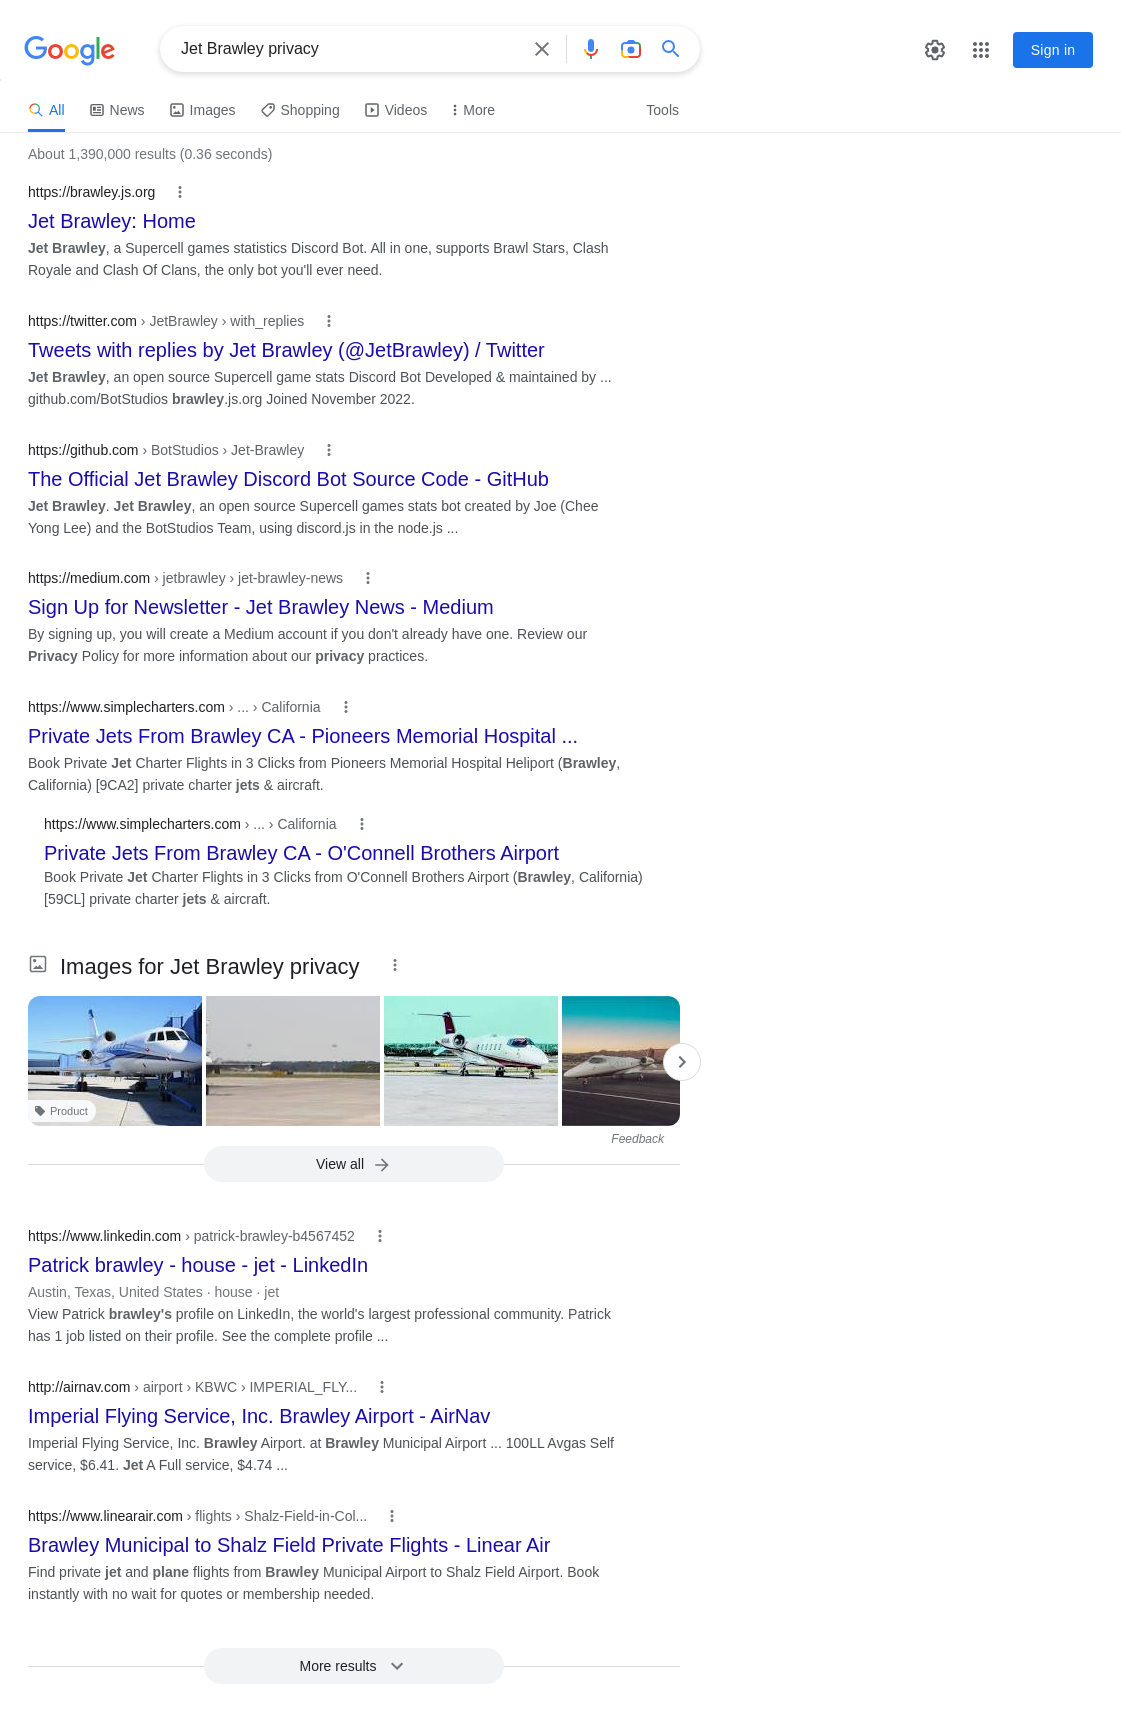 Google
Jet Brawley privacy
Sign in
All
News
Images
Shopping
Videos
More
Tools
About 1,390,000 results (0.36 seconds)
https://brawley.js.org
Jet Brawley: Home
Jet Brawley, a Supercell games statistics Discord Bot. All in one, supports Brawl Stars, Clash
Royale and Clash Of Clans, the only bot you'll ever need.
https://twitter.com › JetBrawley › with_replies
Tweets with replies by Jet Brawley (@JetBrawley) / Twitter
Jet Brawley, an open source Supercell game stats Discord Bot Developed & maintained by ...
github.com/BotStudios brawley.js.org Joined November 2022.
https://github.com › BotStudios › Jet-Brawley
The Official Jet Brawley Discord Bot Source Code - GitHub
Jet Brawley. Jet Brawley, an open source Supercell games stats bot created by Joe (Chee
Yong Lee) and the BotStudios Team, using discord.js in the node.js ...
https://medium.com › jetbrawley › jet-brawley-news
Sign Up for Newsletter - Jet Brawley News - Medium
By signing up, you will create a Medium account if you don't already have one. Review our
Privacy Policy for more information about our privacy practices.
https://www.simplecharters.com › ... › California
Private Jets From Brawley CA - Pioneers Memorial Hospital ...
Book Private Jet Charter Flights in 3 Clicks from Pioneers Memorial Hospital Heliport (Brawley,
California) [9CA2] private charter jets & aircraft.
https://www.simplecharters.com › ... › California
Private Jets From Brawley CA - O'Connell Brothers Airport
Book Private Jet Charter Flights in 3 Clicks from O'Connell Brothers Airport (Brawley, California)
[59CL] private charter jets & aircraft.
Images for Jet Brawley privacy
Product
Feedback
View all
https://www.linkedin.com › patrick-brawley-b4567452
Patrick brawley - house - jet - LinkedIn
Austin, Texas, United States · house · jet
View Patrick brawley's profile on LinkedIn, the world's largest professional community. Patrick
has 1 job listed on their profile. See the complete profile ...
http://airnav.com › airport › KBWC › IMPERIAL_FLY...
Imperial Flying Service, Inc. Brawley Airport - AirNav
Imperial Flying Service, Inc. Brawley Airport. at Brawley Municipal Airport ... 100LL Avgas Self
service, $6.41. Jet A Full service, $4.74 ...
https://www.linearair.com › flights › Shalz-Field-in-Col...
Brawley Municipal to Shalz Field Private Flights - Linear Air
Find private jet and plane flights from Brawley Municipal Airport to Shalz Field Airport. Book
instantly with no wait for quotes or membership needed.
More results